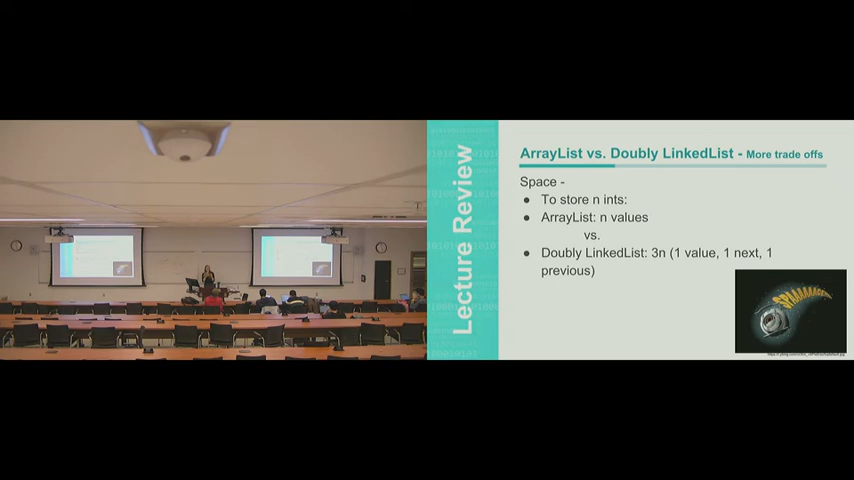 Lecture Review
ArrayList vs. Doubly LinkedList - More trade offs
Space -
● To store n ints:
● ArrayList: n values
vs.
● Doubly LinkedList: 3n (1 value, 1 next, 1
previous)